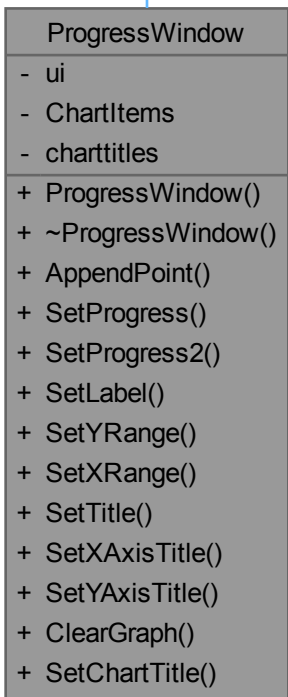 ProgressWindow
- ui
- ChartItems
- charttitles
+ ProgressWindow()
+ ~ProgressWindow()
+ AppendPoint()
+ SetProgress()
+ SetProgress2()
+ SetLabel()
+ SetYRange()
+ SetXRange()
+ SetTitle()
+ SetXAxisTitle()
+ SetYAxisTitle()
+ ClearGraph()
+ SetChartTitle()